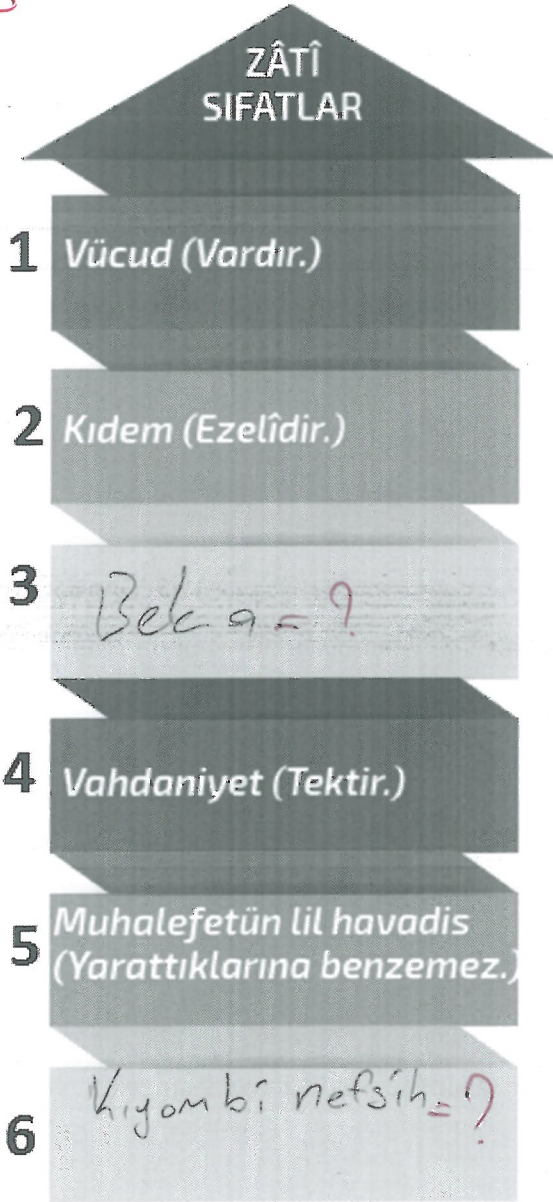 ZÂTÎ
SIFATLAR
1 Vücud (Vardır.)
2 Kıdem (Ezelîdir.)
3 Beka = ?
4 Vahdaniyet (Tektir.)
5 Muhalefetün lil havadis
(Yarattıklarına benzemez.)
6 Kıyam bi nefsih = ?